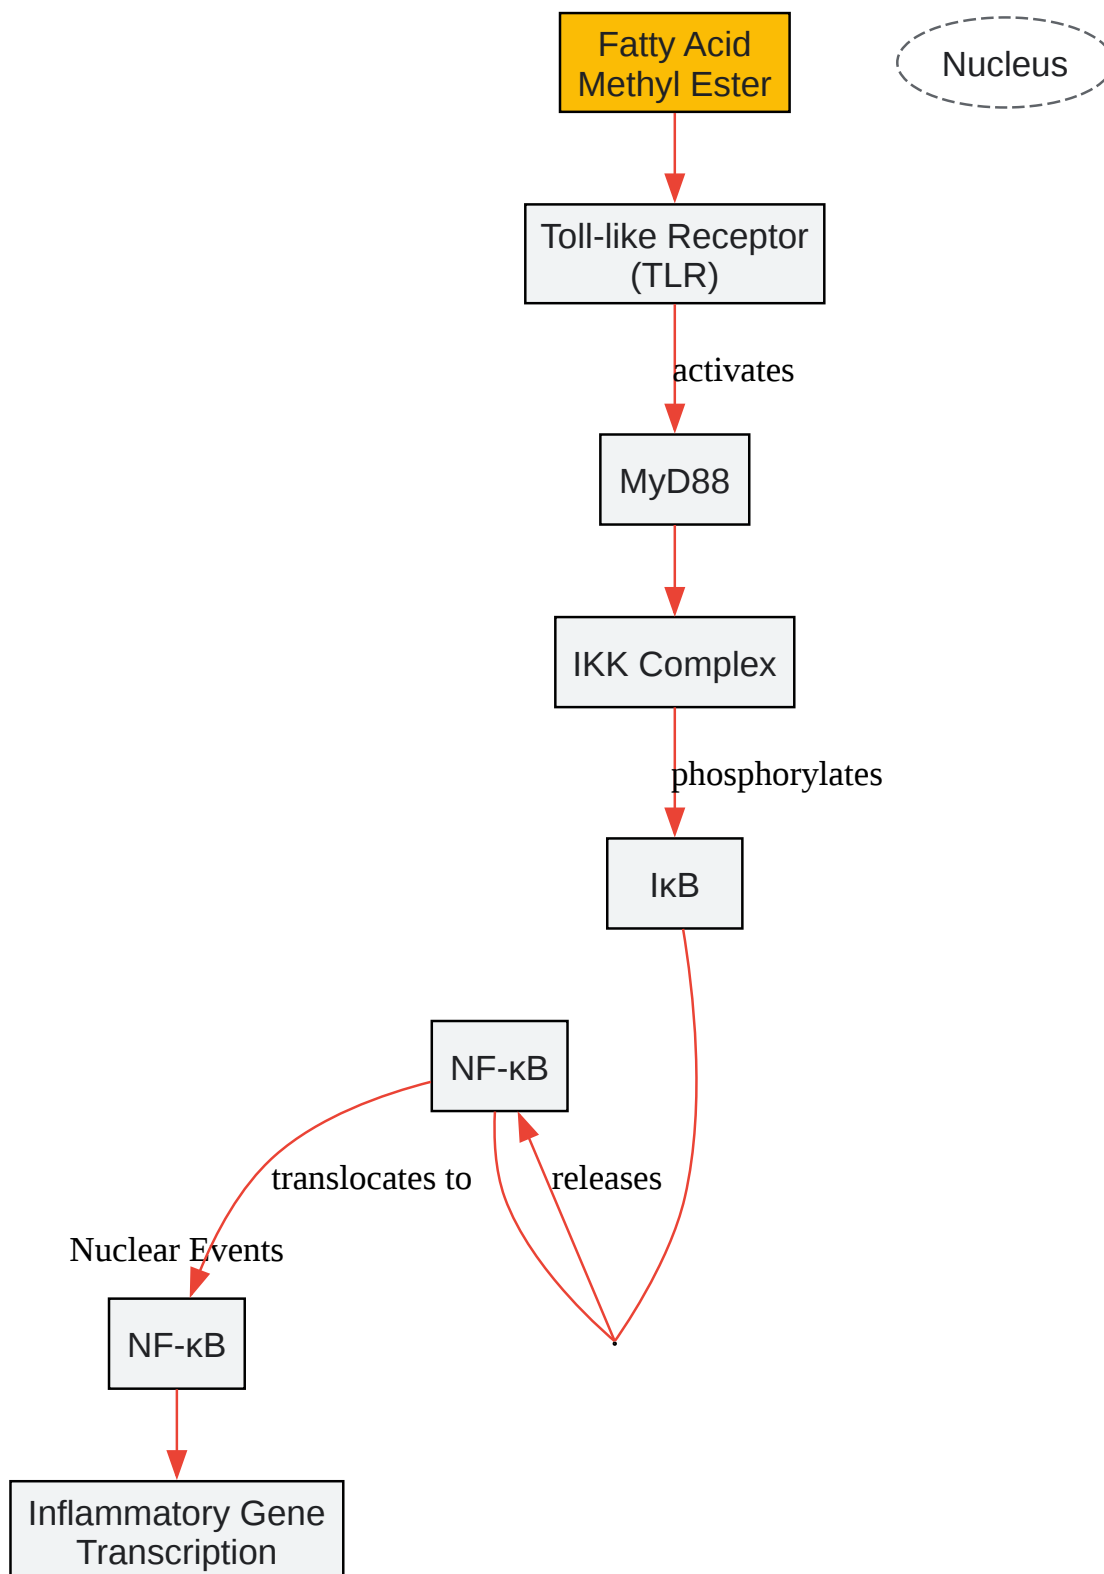 Fatty Acid
Methyl Ester
Nucleus
Toll-like Receptor
(TLR)
activates
MyD88
IKK Complex
phosphorylates
IκB
NF-κB
translocates to
releases
Nuclear Events
NF-κB
Inflammatory Gene
Transcription